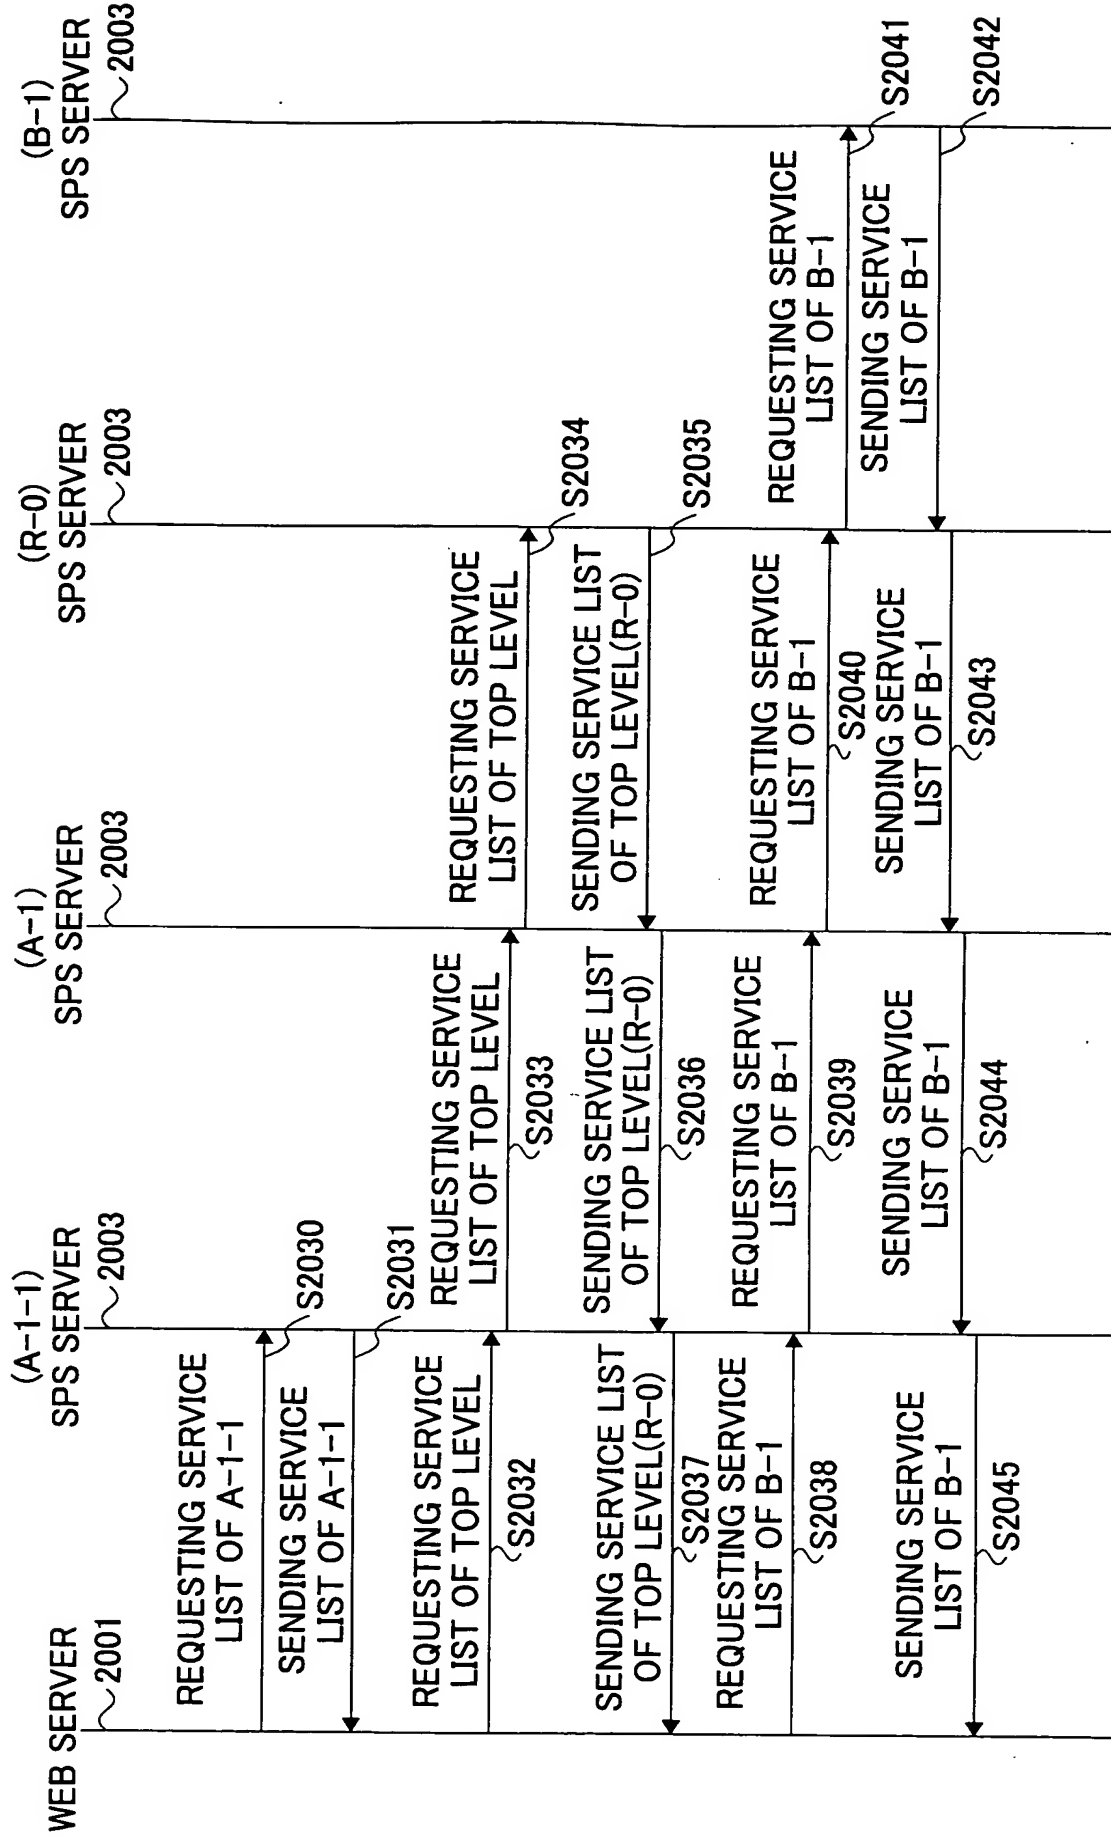 WEB SERVER
2001
(A-1-1)
SPS SERVER
2003
(A-1)
SPS SERVER
2003
(R-0)
SPS SERVER
2003
(B-1)
SPS SERVER
2003
REQUESTING SERVICE
LIST OF A-1-1
S2030
SENDING SERVICE
LIST OF A-1-1
S2031
REQUESTING SERVICE
LIST OF TOP LEVEL
S2032
REQUESTING SERVICE
LIST OF TOP LEVEL
S2033
REQUESTING SERVICE
LIST OF TOP LEVEL
S2034
SENDING SERVICE LIST
OF TOP LEVEL(R-0)
S2035
SENDING SERVICE LIST
OF TOP LEVEL(R-0)
S2036
SENDING SERVICE LIST
OF TOP LEVEL(R-0)
S2037
REQUESTING SERVICE
LIST OF B-1
S2038
REQUESTING SERVICE
LIST OF B-1
S2039
REQUESTING SERVICE
LIST OF B-1
S2040
REQUESTING SERVICE
LIST OF B-1
S2041
SENDING SERVICE
LIST OF B-1
S2042
SENDING SERVICE
LIST OF B-1
S2043
SENDING SERVICE
LIST OF B-1
S2044
SENDING SERVICE
LIST OF B-1
S2045